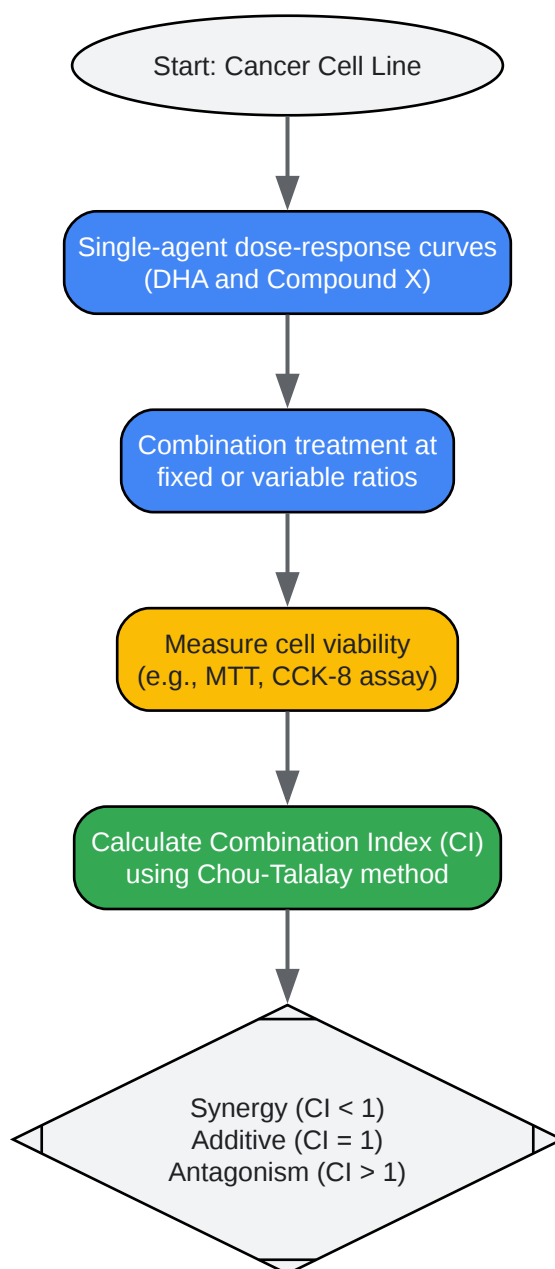 Start: Cancer Cell Line
Single-agent dose-response curves
(DHA and Compound X)
Combination treatment at
fixed or variable ratios
Measure cell viability
(e.g., MTT, CCK-8 assay)
Calculate Combination Index (CI)
using Chou-Talalay method
Synergy (CI < 1)
Additive (CI = 1)
Antagonism (CI > 1)